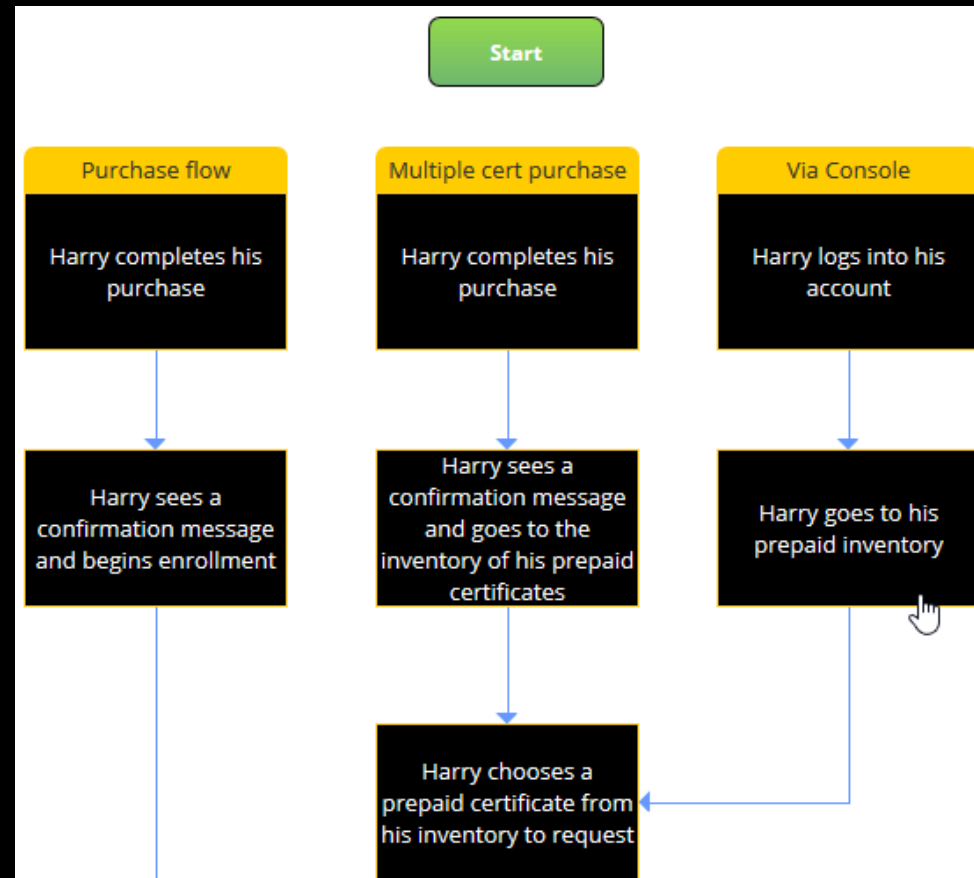 Start
Purchase flow
Harry completes his
purchase
Harry sees a
confirmation message
and begins enrollment
Multiple cert purchase
Harry completes his
purchase
Harry sees a
confirmation message
and goes to the
inventory of his prepaid
certificates
Harry chooses a
prepaid certificate from
his inventory to request
Via Console
Harry logs into his
account
Harry goes to his
prepaid inventory